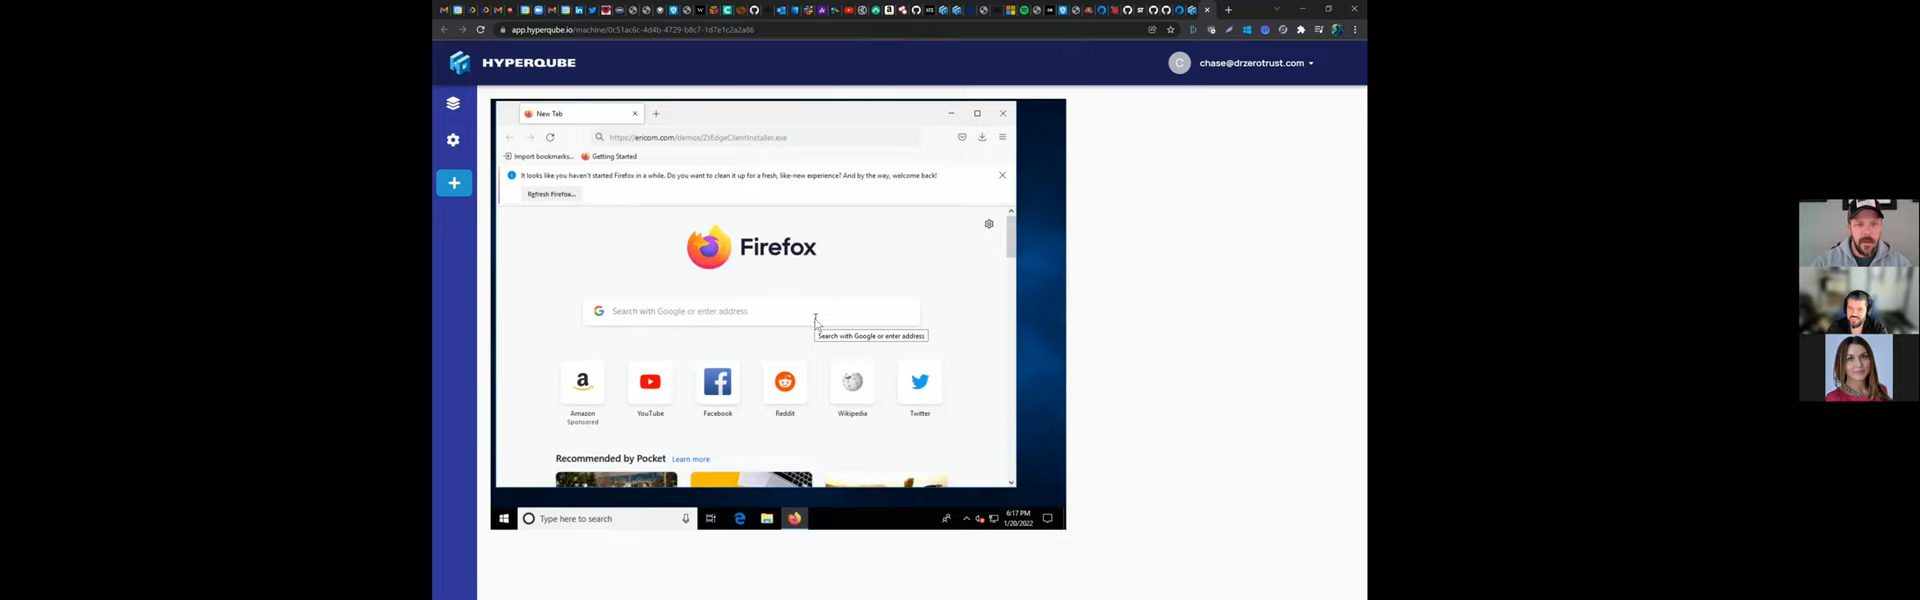 app.hyperqube.io/machine/0c51ac6c-4d4b-4729-b8c7-1d7e1c2a2a86
HYPERQUBE
C
chase@drzerotrust.com
New Tab
https://ericom.com/demos/ZtEdgeClientInstaller.exe
Import bookmarks...
Getting Started
It looks like you haven't started Firefox in a while. Do you want to clean it up for a fresh, like-new experience? And by the way, welcome back!
Refresh Firefox...
Firefox
Search with Google or enter address
Search with Google or enter address
Amazon
Sponsored
YouTube
Facebook
Reddit
Wikipedia
Twitter
Recommended by Pocket
Learn more
Type here to search
6:17 PM
1/20/2022